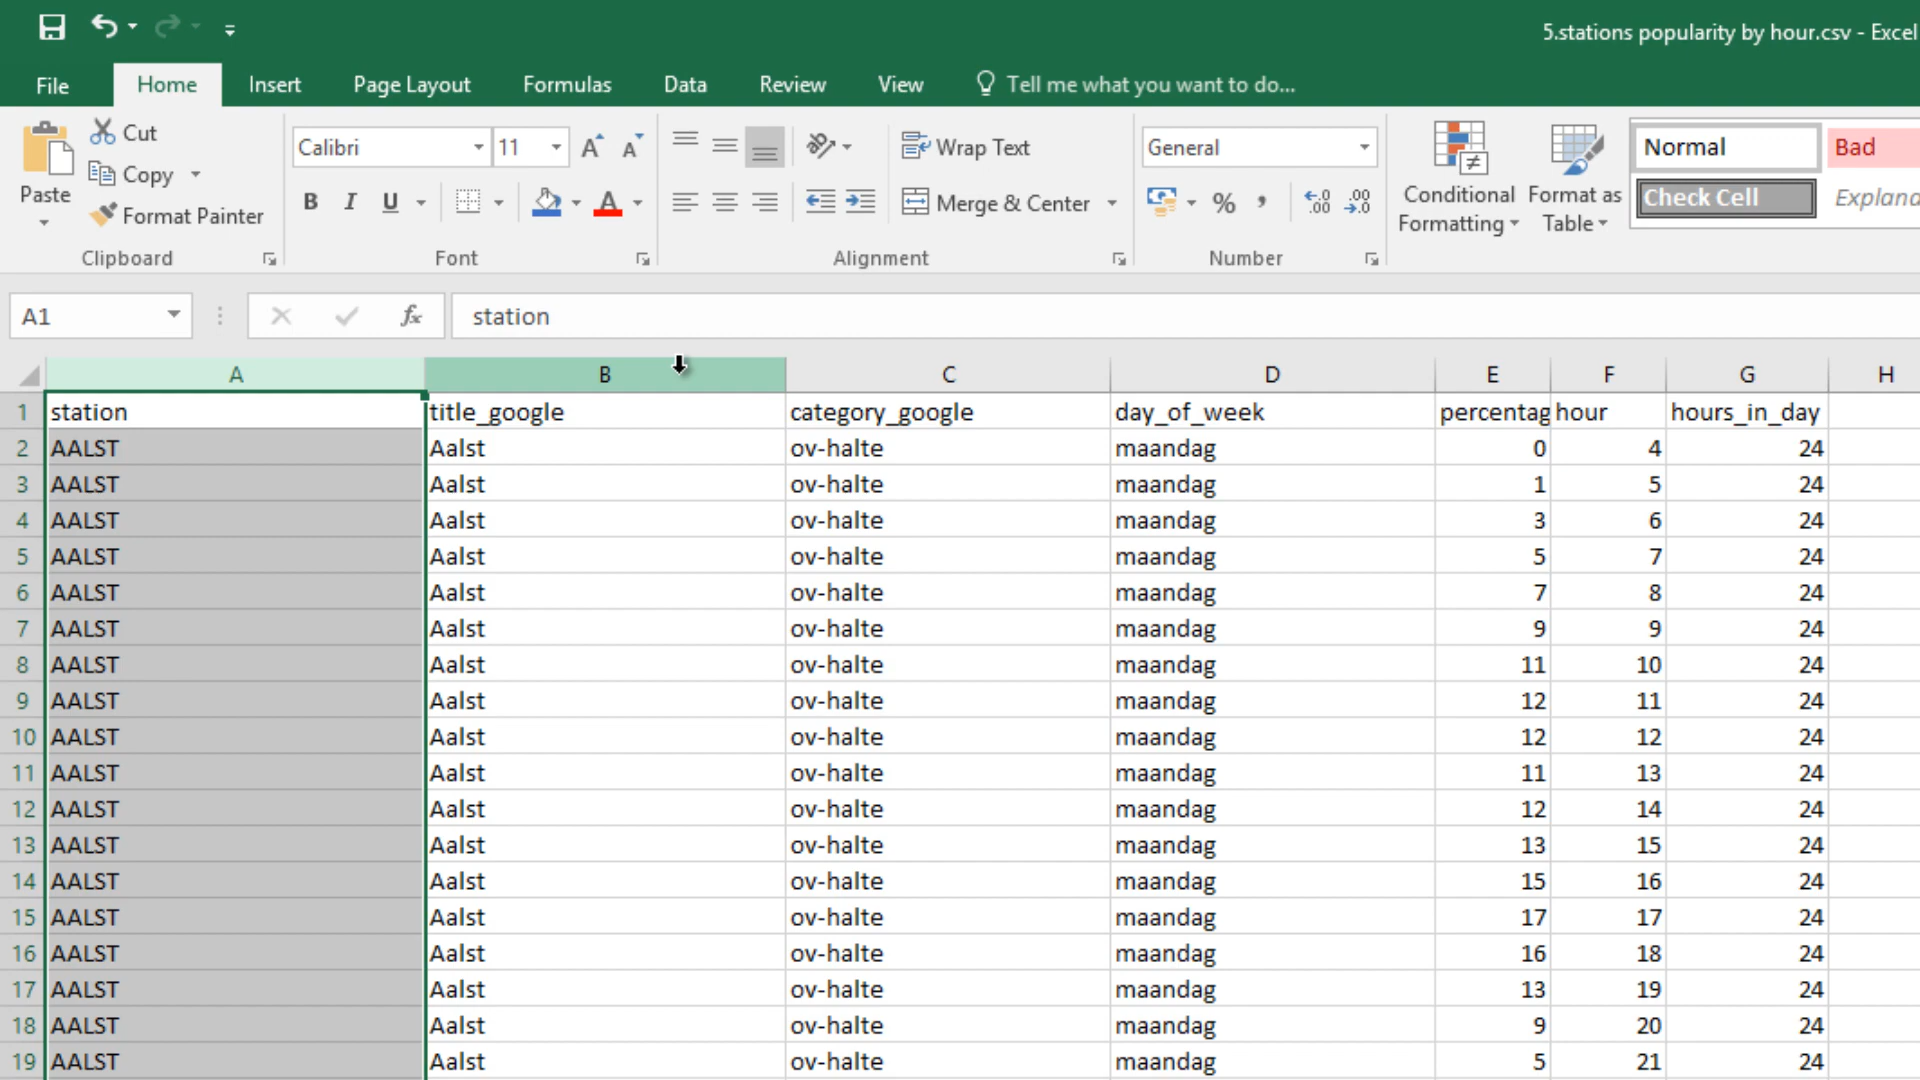 5.stations popularity by hour.csv - Excel
File Home Insert Page Layout Formulas Data Review View Tell me what you want to do...
Paste Cut Copy Format Painter Clipboard
Calibri 11 A A B I U A Font
Wrap Text Merge & Center Alignment
General % , .00 .00 Number
Conditional Formatting Format as Table
Normal Bad
Check Cell
A1 fx station
A B C D E F G H
1 station title_google category_google day_of_week percentag hour hours_in_day
2 AALST Aalst ov-halte maandag 0 4 24
3 AALST Aalst ov-halte maandag 1 5 24
4 AALST Aalst ov-halte maandag 3 6 24
5 AALST Aalst ov-halte maandag 5 7 24
6 AALST Aalst ov-halte maandag 7 8 24
7 AALST Aalst ov-halte maandag 9 9 24
8 AALST Aalst ov-halte maandag 11 10 24
9 AALST Aalst ov-halte maandag 12 11 24
10 AALST Aalst ov-halte maandag 12 12 24
11 AALST Aalst ov-halte maandag 11 13 24
12 AALST Aalst ov-halte maandag 12 14 24
13 AALST Aalst ov-halte maandag 13 15 24
14 AALST Aalst ov-halte maandag 15 16 24
15 AALST Aalst ov-halte maandag 17 17 24
16 AALST Aalst ov-halte maandag 16 18 24
17 AALST Aalst ov-halte maandag 13 19 24
18 AALST Aalst ov-halte maandag 9 20 24
19 AALST Aalst ov-halte maandag 5 21 24